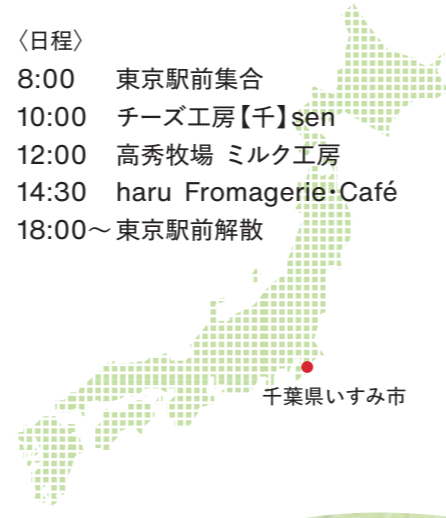 〈日程〉
8:00 東京駅前集合
10:00 チーズ工房【千】sen
12:00 高秀牧場 ミルク工房
14:30 haru Fromagerie・Café
18:00〜東京駅前解散
千葉県いすみ市